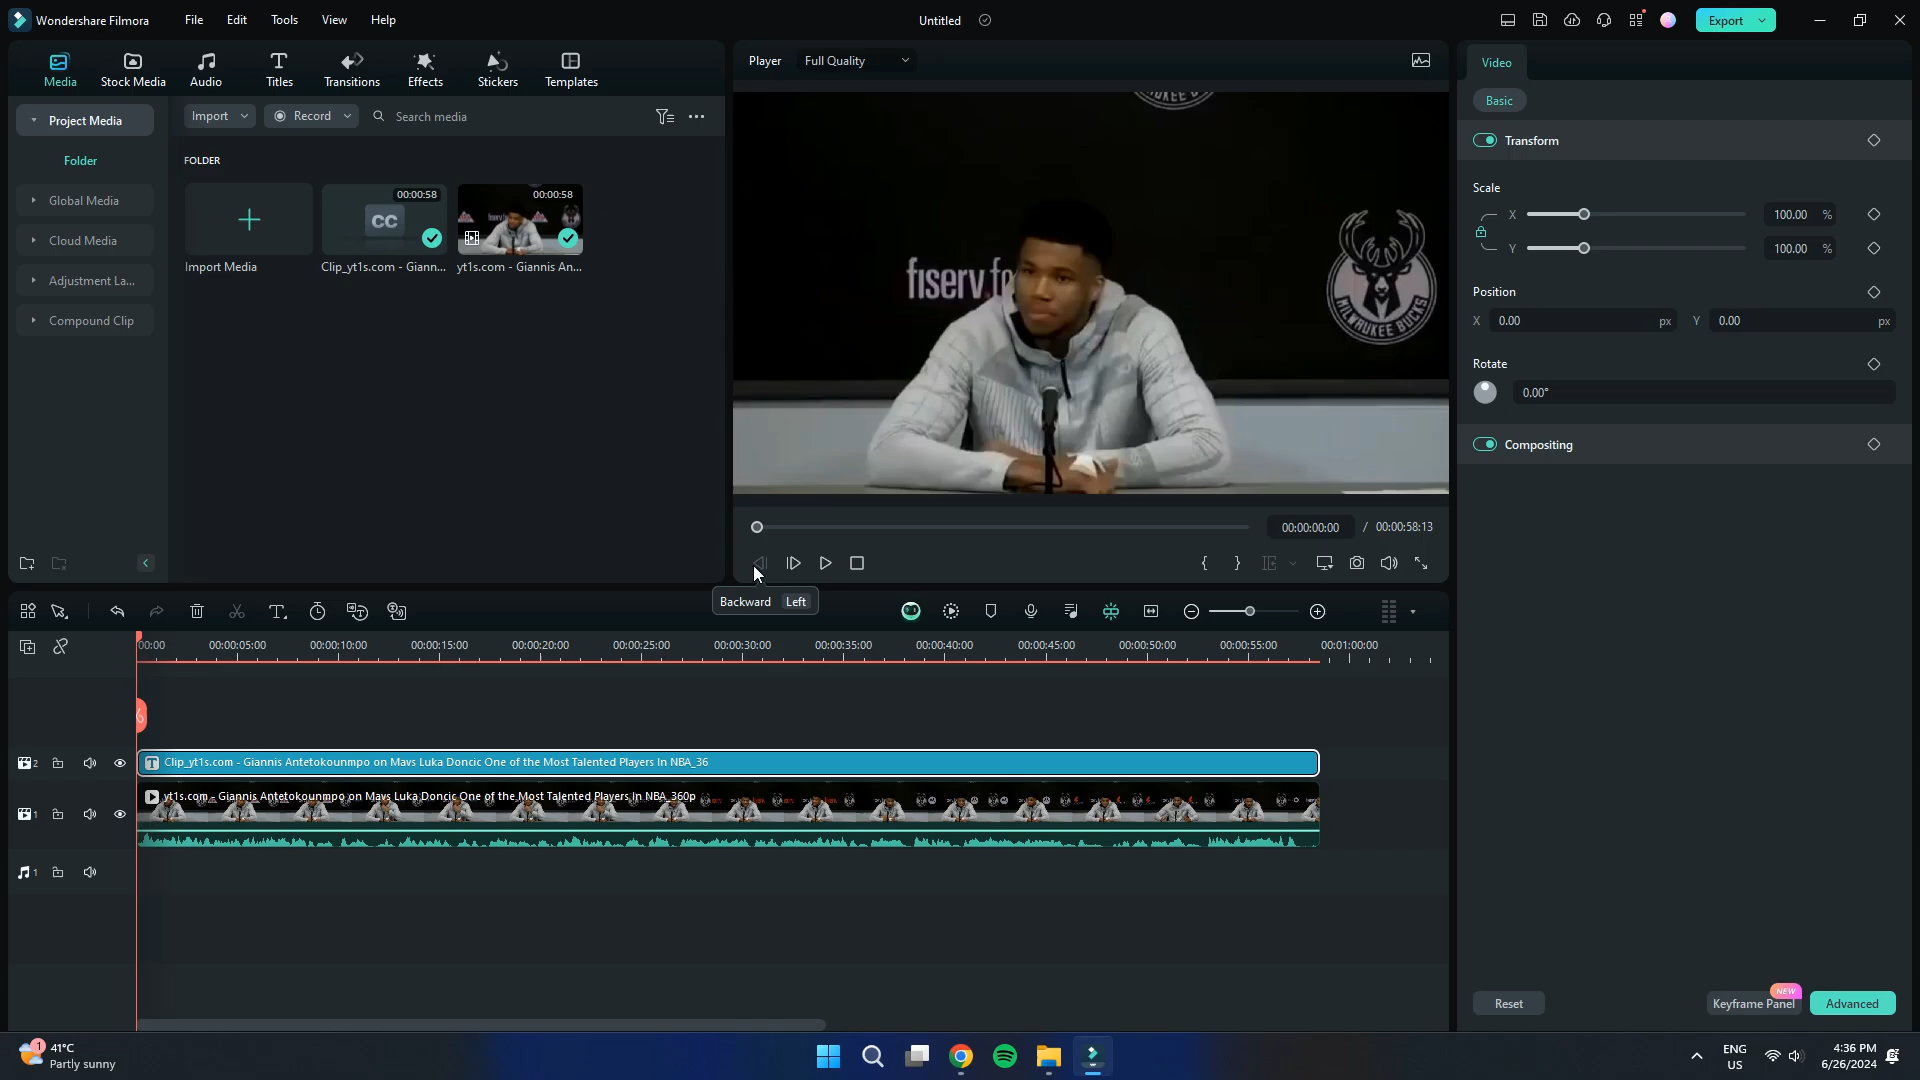 Wondershare Filmora
File
Edit
Tools
View
Help
Untitled
Export
Media
Stock Media
Audio
Titles
Transitions
Effects
Stickers
Templates
Project Media
Folder
Global Media
Cloud Media
Adjustment La...
Compound Clip
Import
Record
Search media
FOLDER
Import Media
00:00:58
CC
Clip_yt1s.com - Giann...
00:00:58
yt1s.com - Giannis An...
Player
Full Quality
fiserv.fo
MILWAUKEE BUCKS
00:00:00:00 / 00:00:58:13
Backward Left
Video
Basic
Transform
Scale
X 100.00 %
Y 100.00 %
Position
X 0.00 px Y 0.00 px
Rotate
0.00°
Compositing
Reset
Keyframe Panel
NEW
Advanced
00:00 00:00:05:00 00:00:10:00 00:00:15:00 00:00:20:00 00:00:25:00 00:00:30:00 00:00:35:00 00:00:40:00 00:00:45:00 00:00:50:00 00:00:55:00 00:01:00:00
2
T Clip_yt1s.com - Giannis Antetokounmpo on Mavs Luka Doncic One of the Most Talented Players In NBA_36
1
yt1s.com - Giannis Antetokounmpo on Mavs Luka Doncic One of the Most Talented Players In NBA_360p
1
1
41°C
Partly sunny
ENG
US
4:36 PM
6/26/2024